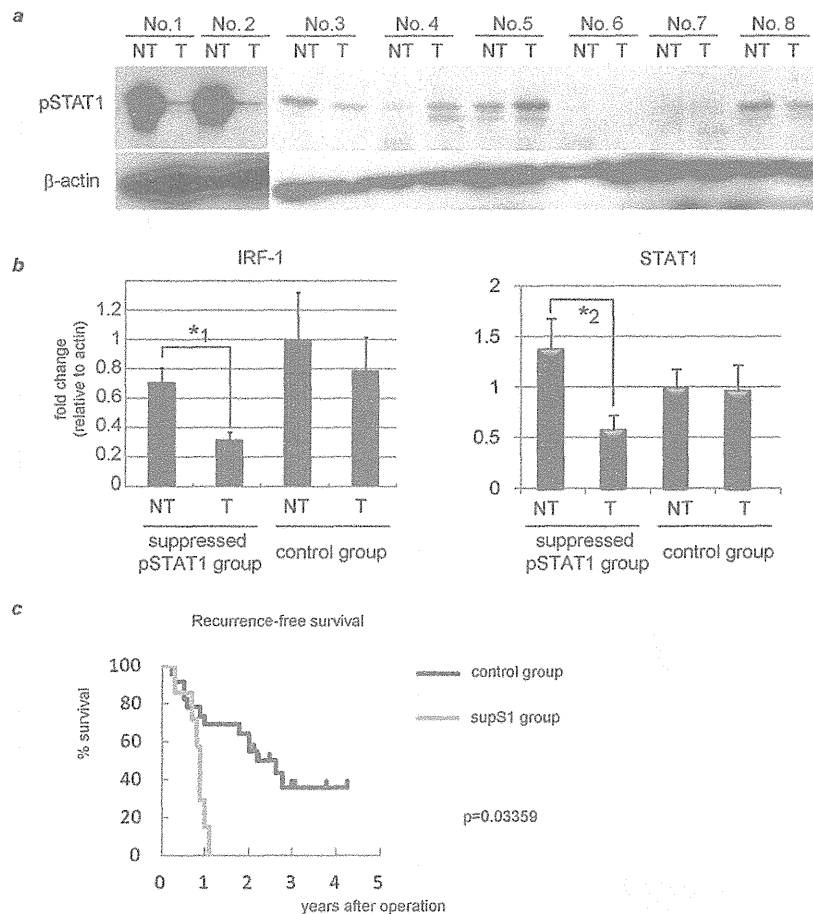 a
No.1 No.2 No.3 No.4 No.5 No.6 No.7 No.8
NT T NT T NT T NT T NT T NT T NT T NT T
pSTAT1
β-actin
b
IRF-1
fold change
(relative to actin)
1.2
1
0.8
0.6
0.4
0.2
0
*1
NT T NT T
suppressed
pSTAT1 group
control group
STAT1
2
1.5
1
0.5
0
*2
NT T NT T
suppressed
pSTAT1 group
control group
c
Recurrence-free survival
% survival
100
80
60
40
20
0
0 1 2 3 4 5
years after operation
control group
supS1 group
p=0.03359